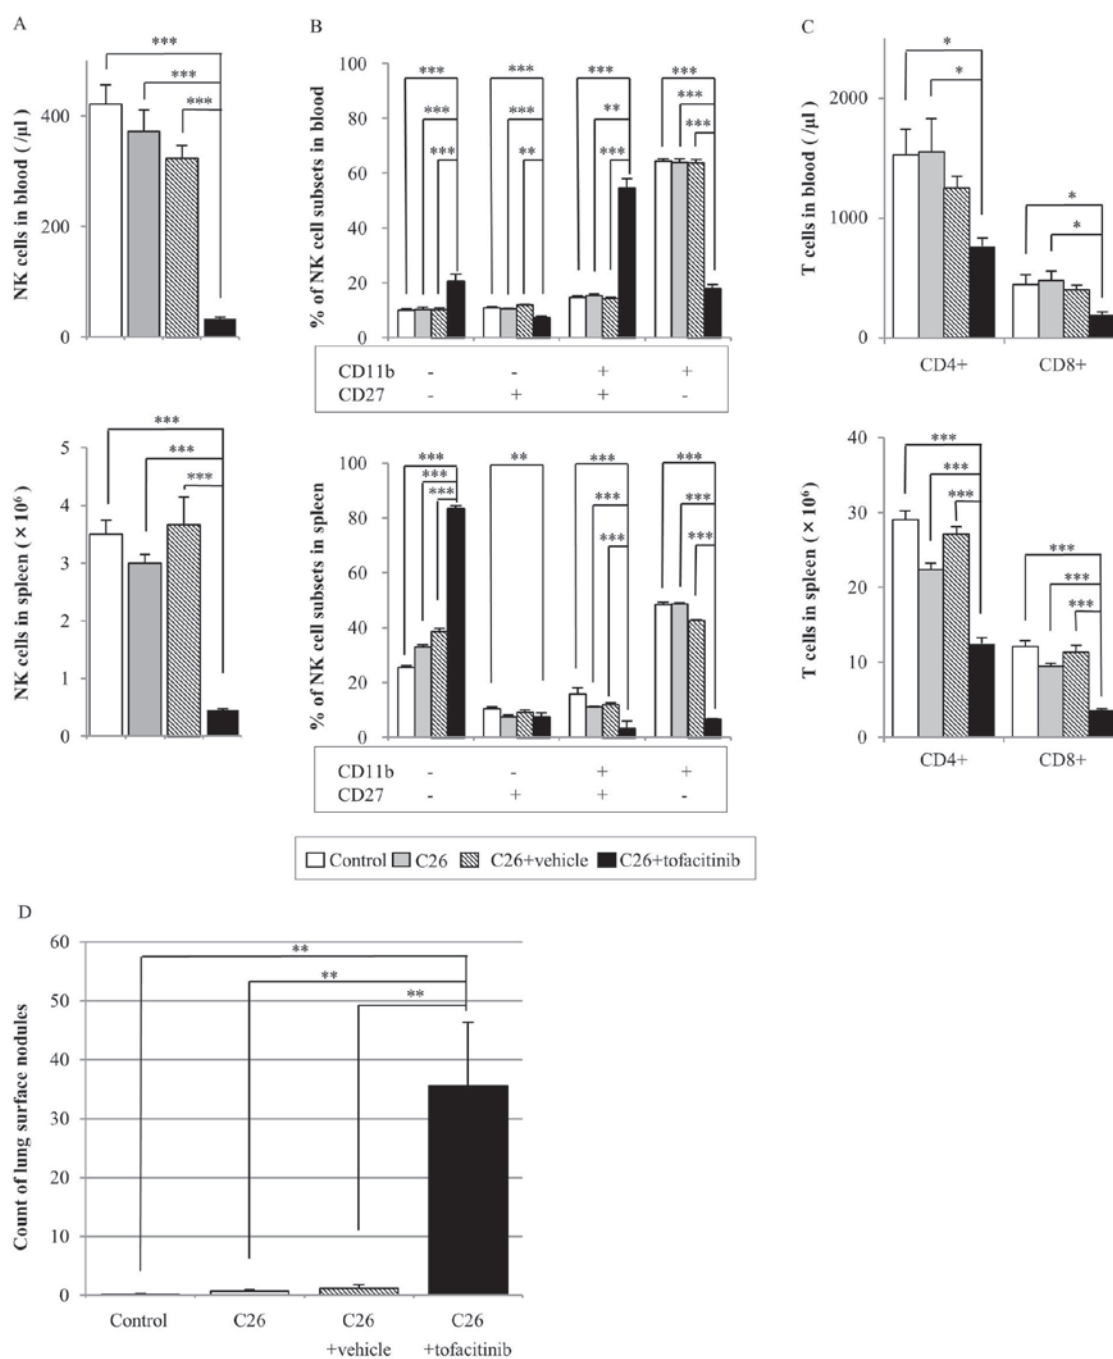 A
NK cells in blood ( /μl )
400
200
0
***
***
***
B
% of NK cell subsets in blood
100
80
60
40
20
0
*** *** *** ***
*** *** ** ***
*** ** *** ***
CD11b - - + +
CD27 - + + -
C
T cells in blood ( /μl )
2000
1000
0
*
*
*
*
CD4+ CD8+
NK cells in spleen ( × 10⁶ )
5
4
3
2
1
0
***
***
***
% of NK cell subsets in spleen
100
80
60
40
20
0
*** ** *** ***
*** *** ***
*** *** ***
CD11b - - + +
CD27 - + + -
T cells in spleen ( × 10⁶ )
40
30
20
10
0
***
***
***
***
***
***
CD4+ CD8+
Control C26 C26+vehicle C26+tofacitinib
D
Count of lung surface nodules
60
50
40
30
20
10
0
**
**
**
Control C26 C26 C26
+vehicle +tofacitinib